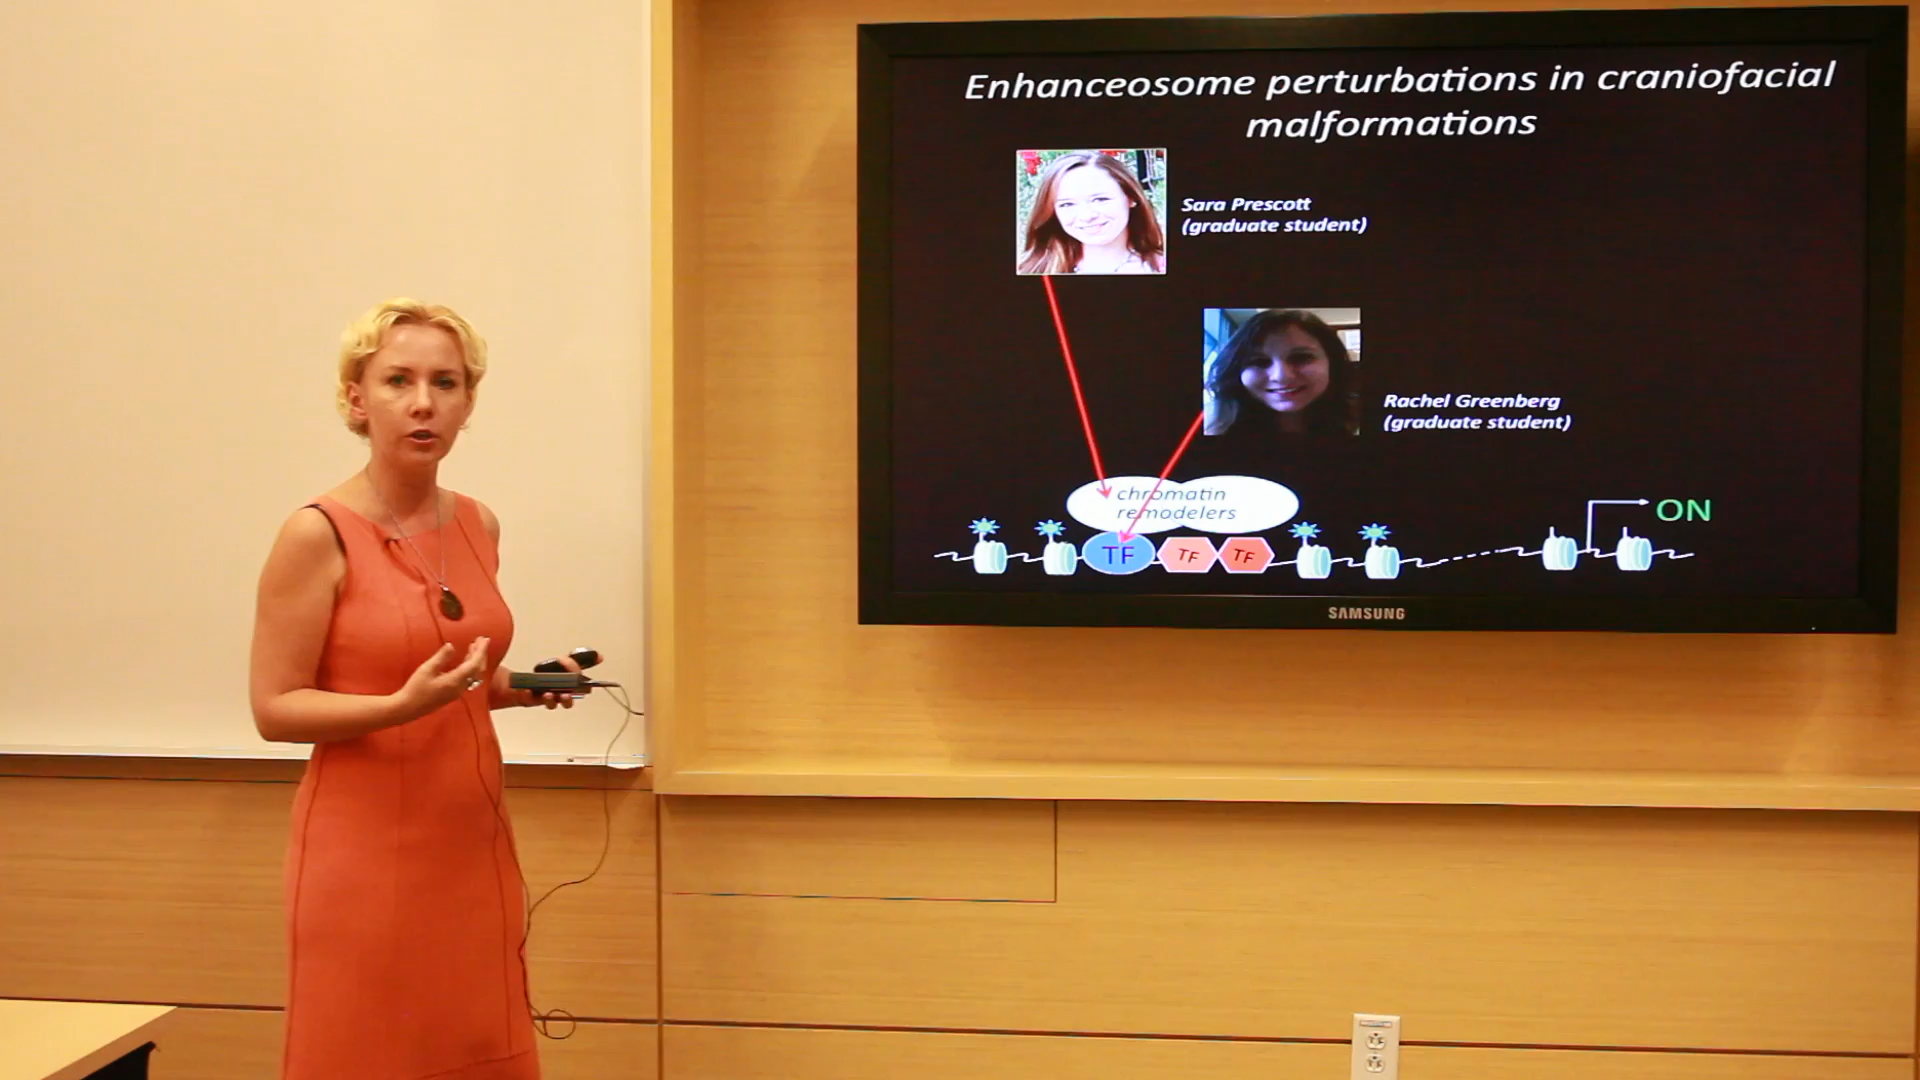 Enhanceosome perturbations in craniofacial
malformations
Sara Prescott
(graduate student)
Rachel Greenberg
(graduate student)
chromatin
remodelers
ON
TF
TF
TF
SAMSUNG